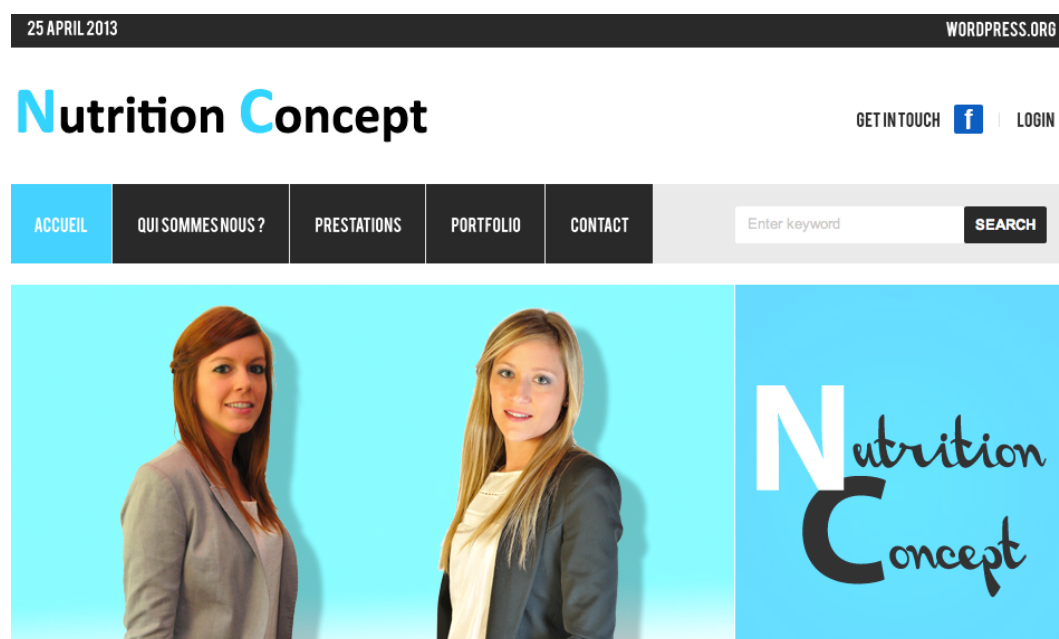 25 APRIL 2013
WORDPRESS.ORG
Nutrition Concept
GET IN TOUCH f LOGIN
ACCUEIL QUI SOMMES NOUS ? PRESTATIONS PORTFOLIO CONTACT
Enter keyword SEARCH
Nutrition
Concept